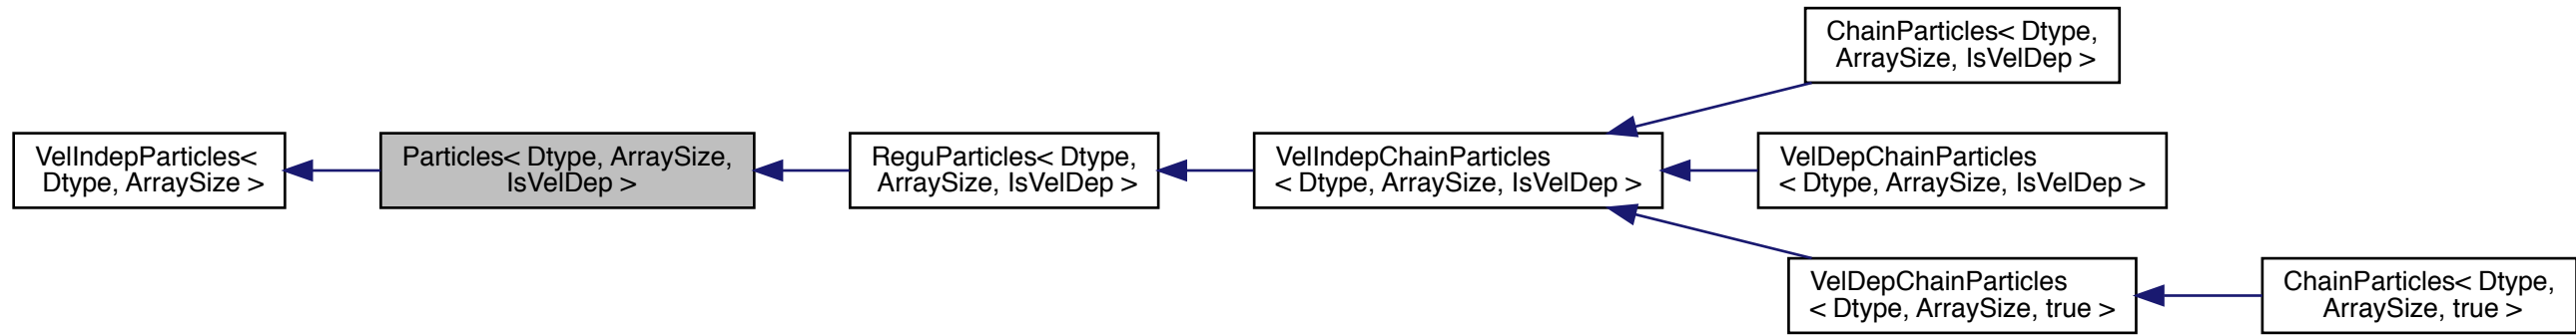 VelIndepParticles<
Dtype, ArraySize >
Particles< Dtype, ArraySize,
IsVelDep >
ReguParticles< Dtype,
ArraySize, IsVelDep >
VelIndepChainParticles
< Dtype, ArraySize, IsVelDep >
ChainParticles< Dtype,
ArraySize, IsVelDep >
VelDepChainParticles
< Dtype, ArraySize, IsVelDep >
VelDepChainParticles
< Dtype, ArraySize, true >
ChainParticles< Dtype,
ArraySize, true >